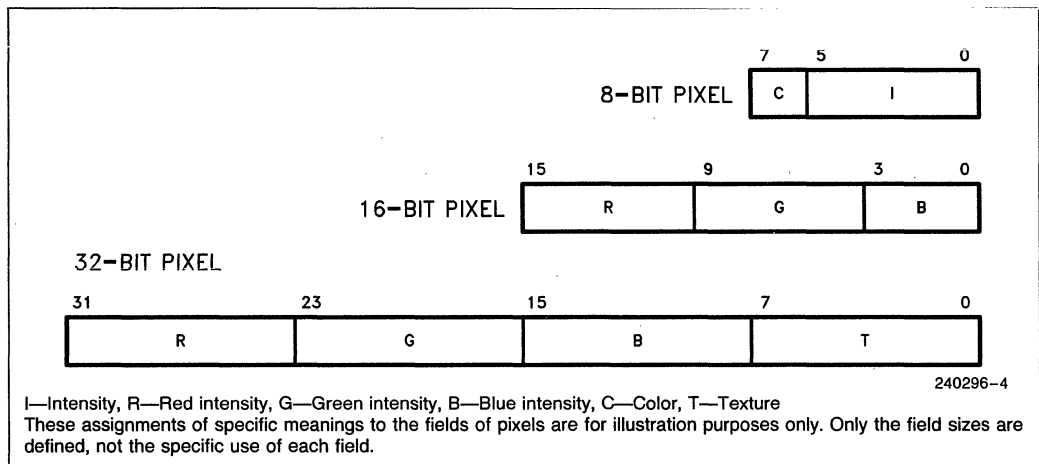 7 5 0
8-BIT PIXEL C I
15 9 3 0
16-BIT PIXEL R G B
32-BIT PIXEL
31 23 15 7 0
R G B T
240296-4
I—Intensity, R—Red intensity, G—Green intensity, B—Blue intensity, C—Color, T—Texture
These assignments of specific meanings to the fields of pixels are for illustration purposes only. Only the field sizes are
defined, not the specific use of each field.